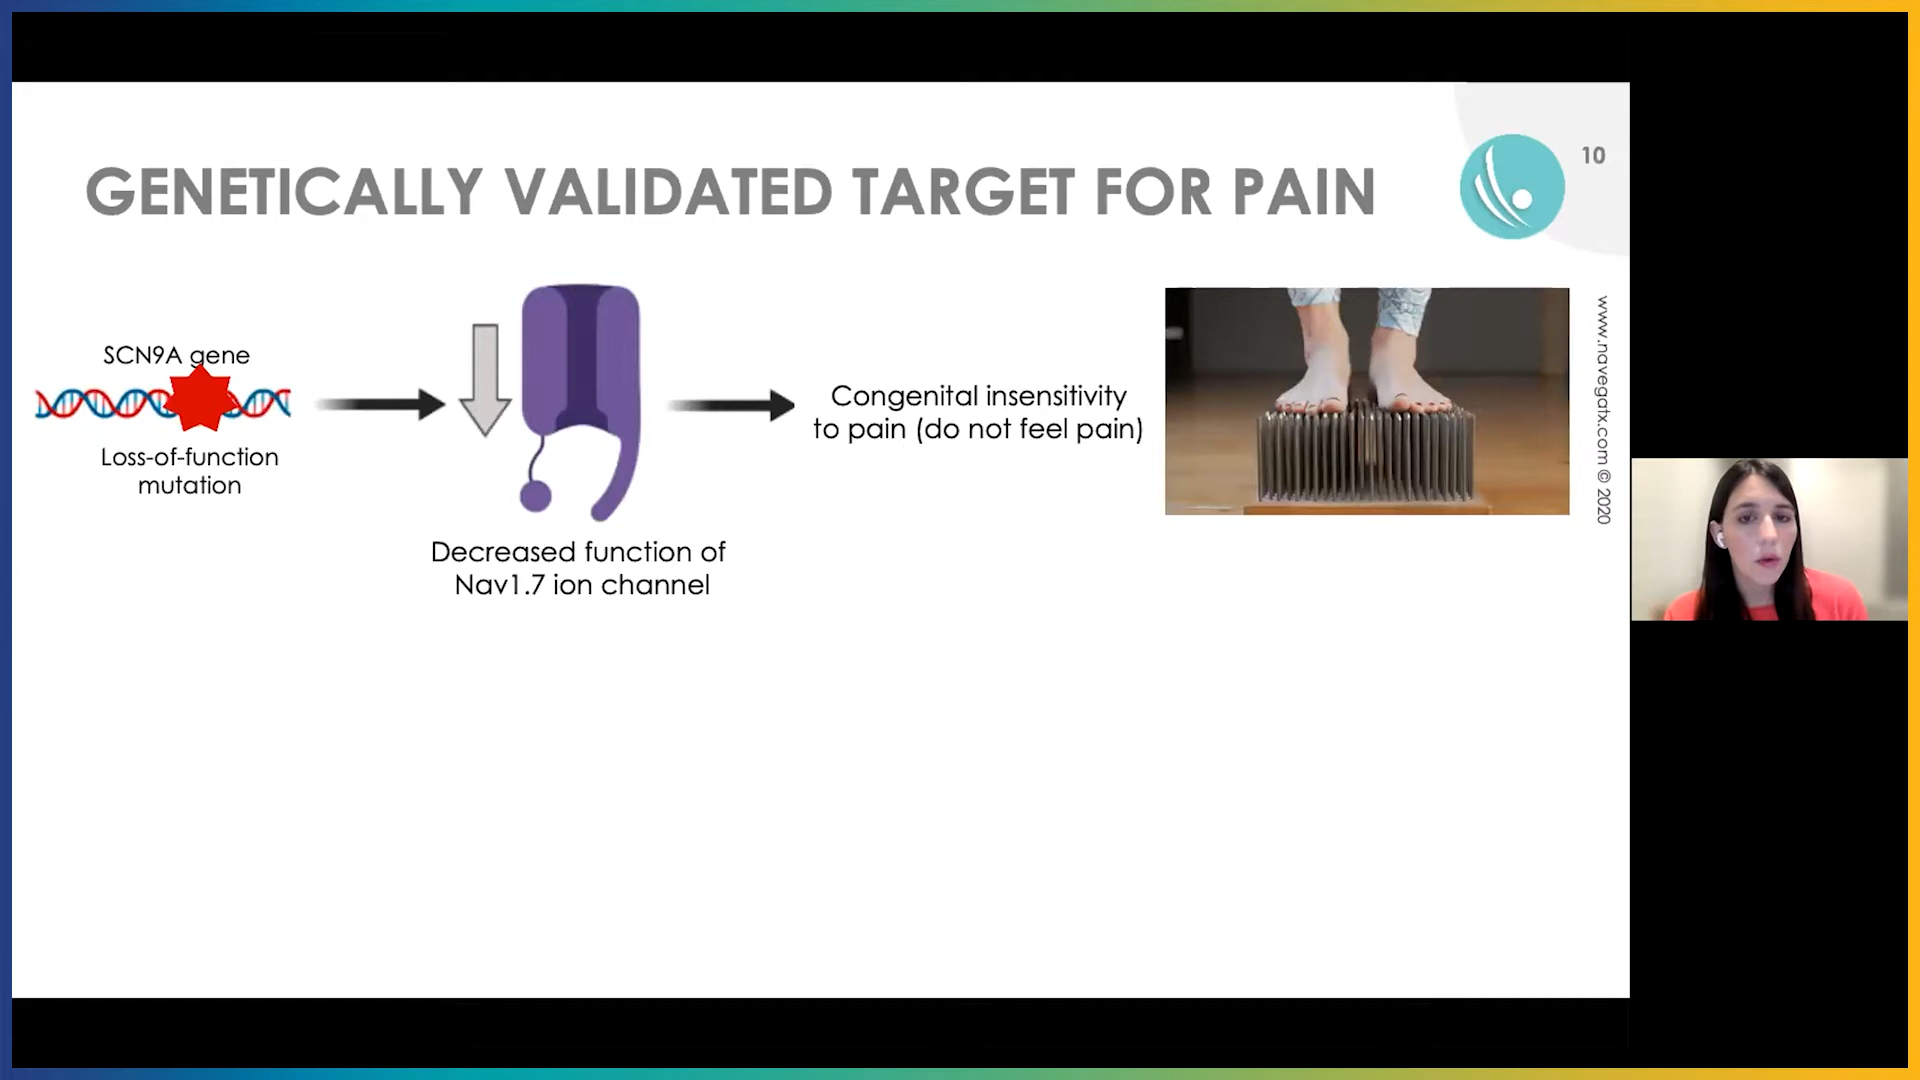 GENETICALLY VALIDATED TARGET FOR PAIN
10
SCN9A gene
Loss-of-function
mutation
Decreased function of
Nav1.7 ion channel
Congenital insensitivity
to pain (do not feel pain)
www.navegatx.com © 2020